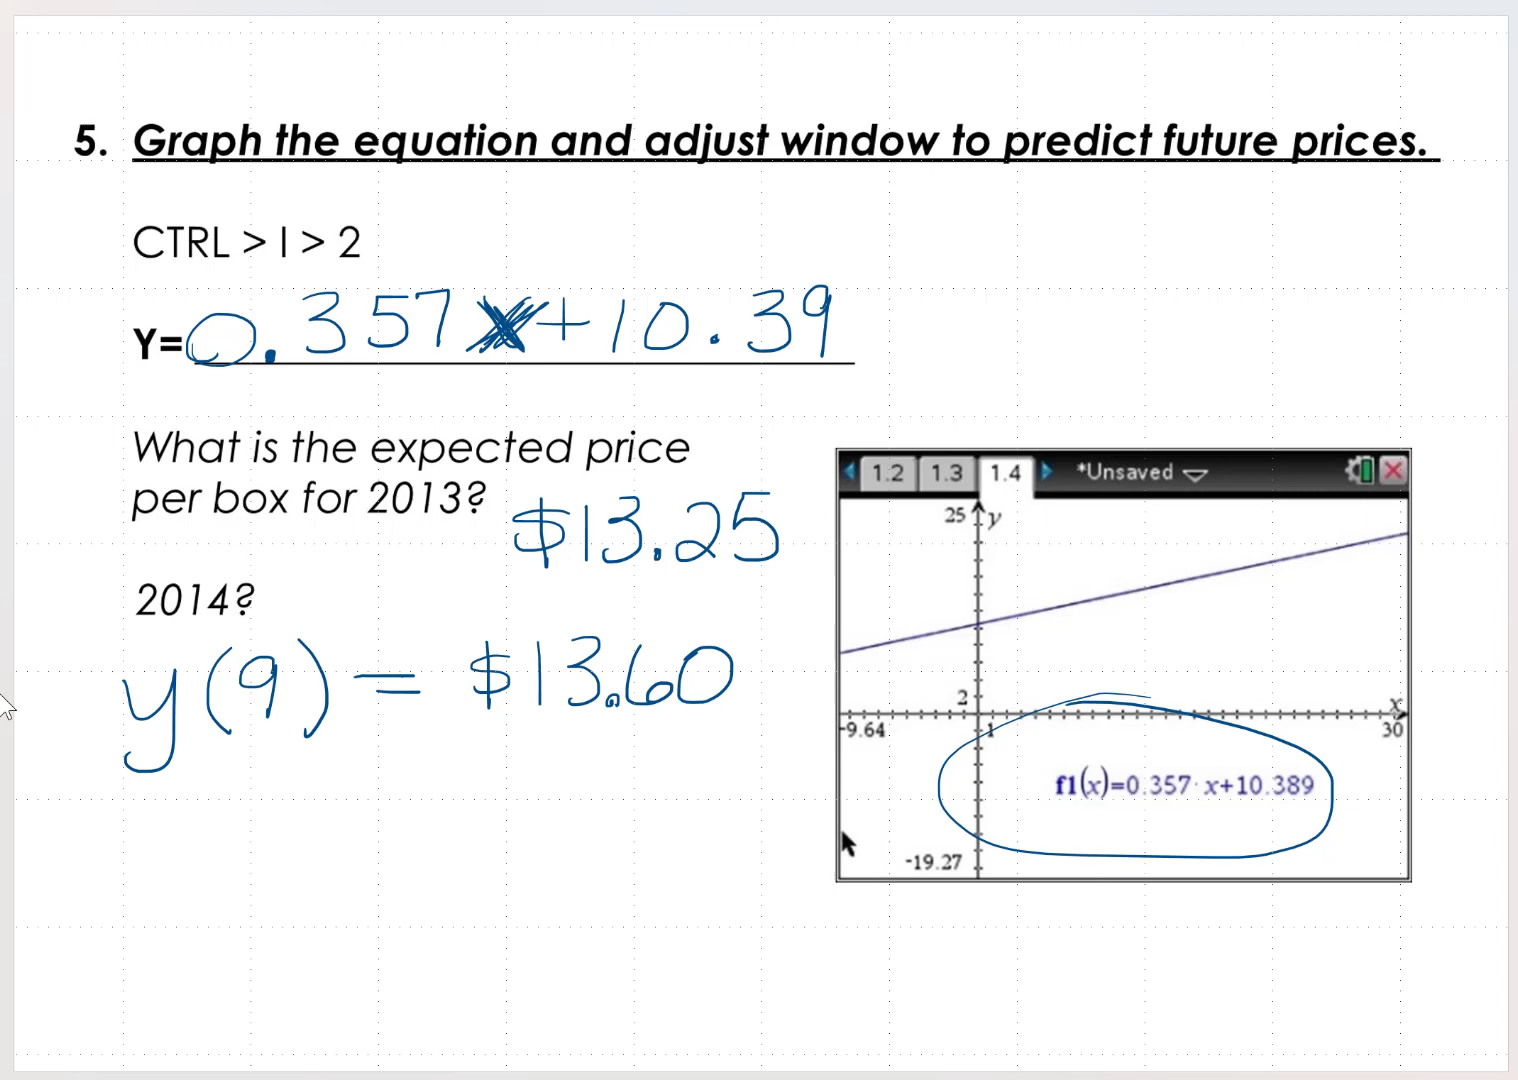 5. Graph the equation and adjust window to predict future prices.
CTRL > I > 2
Y= 0.357x+10.39
What is the expected price
per box for 2013? $13.25
2014?
y(9) = $13.60
1.2 1.3 1.4 *Unsaved
25 y
2
x
-9.64 1 30
f1(x)=0.357·x+10.389
-19.27